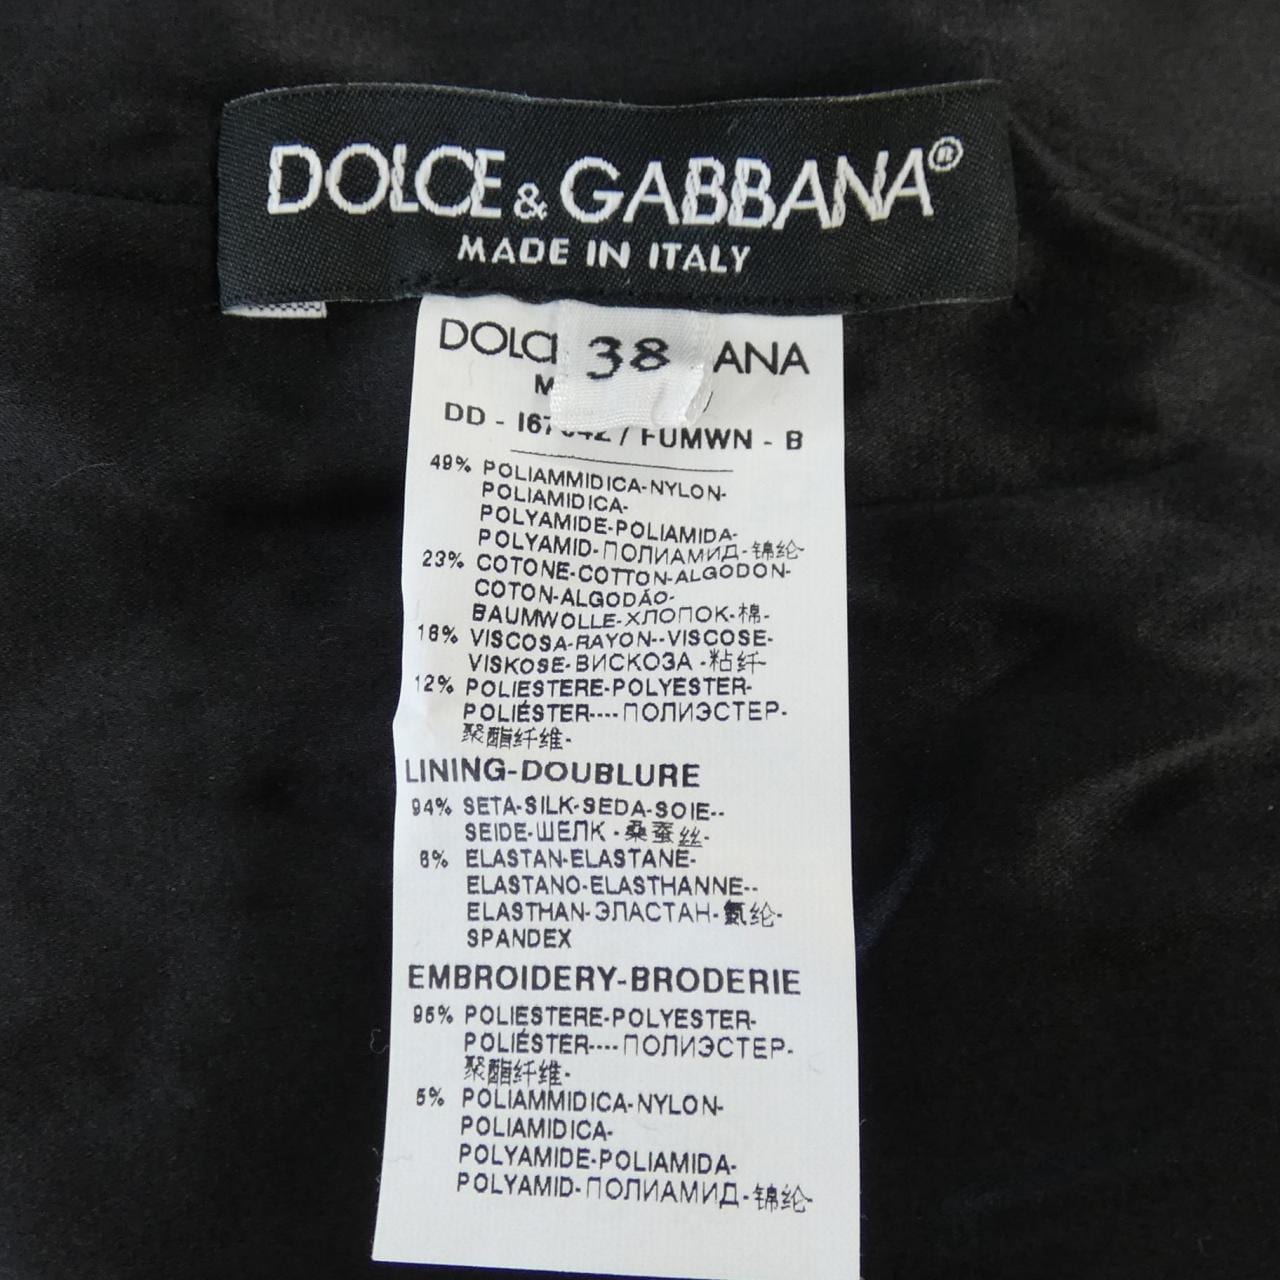 DOLCE & GABBANA®
MADE IN ITALY
38
DD - / FUMWN - B
49% POLIAMMIDICA-NYLON-
POLIAMIDICA-
POLYAMIDE-POLIAMIDA-
POLYAMID-ПОЛИАМИД-锦纶-
23% COTONE-COTTON-ALGODON-
COTON-ALGODÃO-
BAUMWOLLE-ХЛОПОК-棉-
16% VISCOSA-RAYON--VISCOSE-
VISKOSE-ВИСКОЗА -粘纤-
12% POLIESTERE-POLYESTER-
POLIÉSTER----ПОЛИЭСТЕР-
聚酯纤维-
LINING-DOUBLURE
94% SETA-SILK-SEDA-SOIE--
SEIDE-ШЕЛК -桑蚕丝-
6% ELASTAN-ELASTANE-
ELASTANO-ELASTHANNE--
ELASTHAN-ЭЛАСТАН-氨纶-
SPANDEX
EMBROIDERY-BRODERIE
95% POLIESTERE-POLYESTER-
POLIÉSTER----ПОЛИЭСТЕР-
聚酯纤维-
5% POLIAMMIDICA-NYLON-
POLIAMIDICA-
POLYAMIDE-POLIAMIDA-
POLYAMID-ПОЛИАМИД-锦纶-